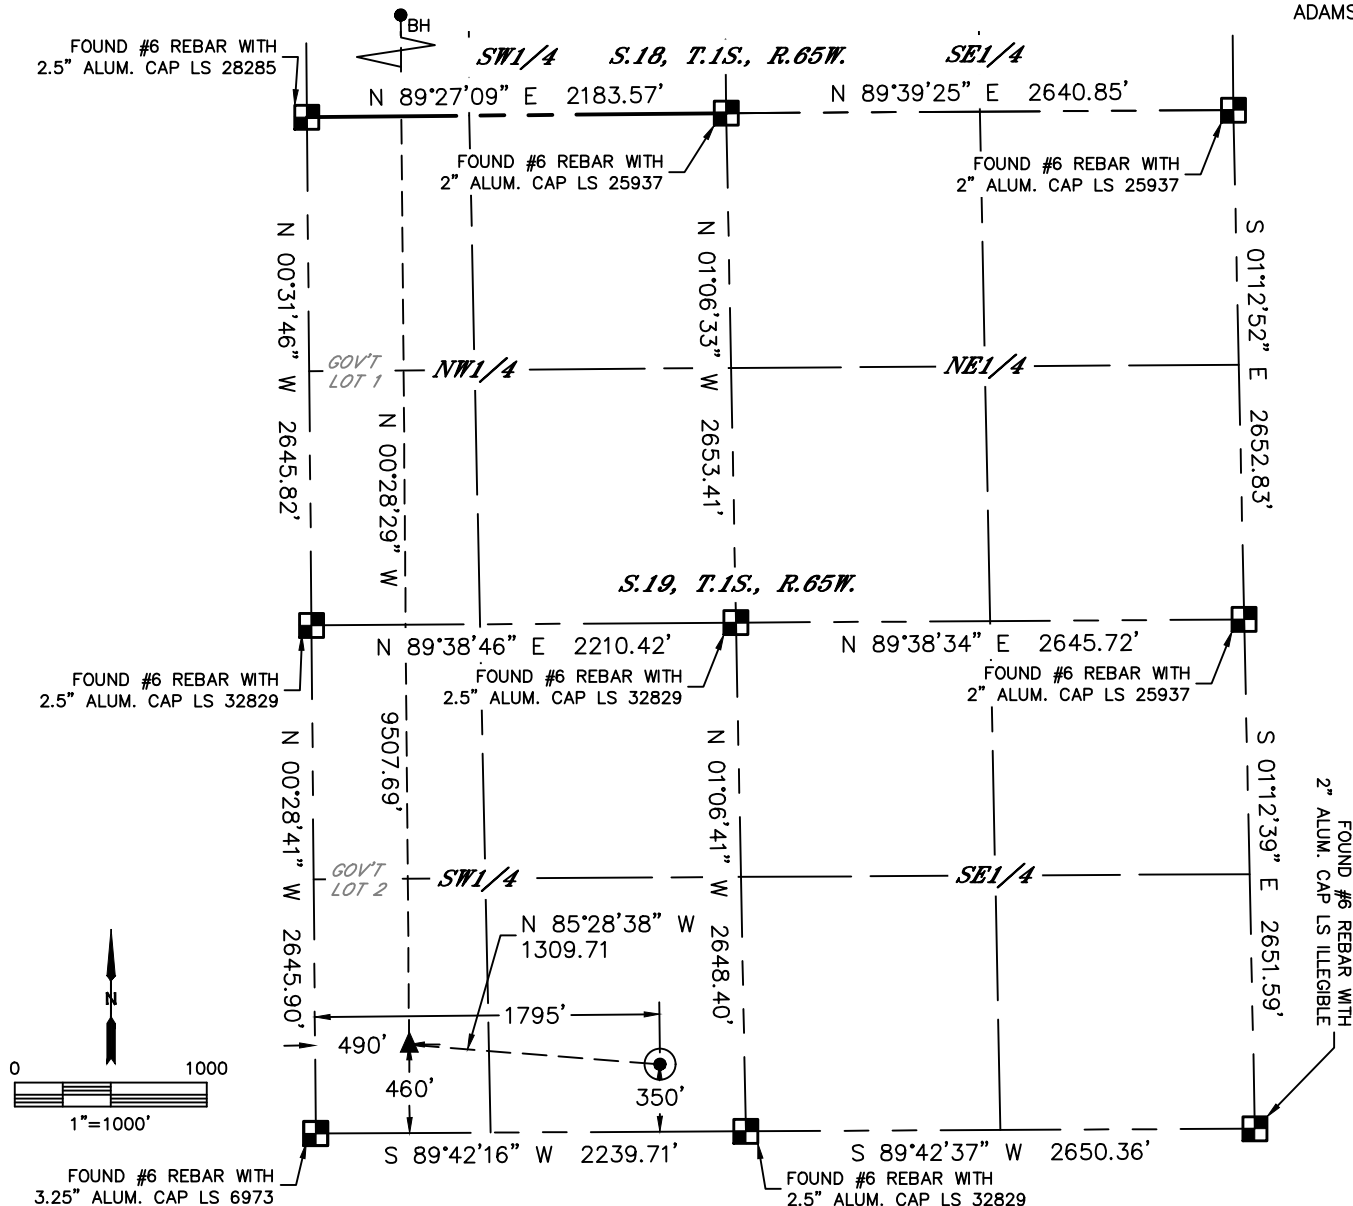 ADAMS
BH
FOUND #6 REBAR WITH
2.5" ALUM. CAP LS 28285
SW1/4
S.18, T.1S., R.65W.
SE1/4
N 89°27'09" E 2183.57'
N 89°39'25" E 2640.85'
FOUND #6 REBAR WITH
2" ALUM. CAP LS 25937
FOUND #6 REBAR WITH
2" ALUM. CAP LS 25937
N 00°31'46" W 2645.82'
N 01°06'33" W 2653.41'
S 01°12'52" E 2652.83'
GOV'T
LOT 1
NW1/4
NE1/4
N 00°28'29" W
9507.69'
S.19, T.1S., R.65W.
N 89°38'46" E 2210.42'
N 89°38'34" E 2645.72'
FOUND #6 REBAR WITH
2.5" ALUM. CAP LS 32829
FOUND #6 REBAR WITH
2.5" ALUM. CAP LS 32829
FOUND #6 REBAR WITH
2" ALUM. CAP LS 25937
N 00°28'41" W 2645.90'
N 01°06'41" W 2648.40'
S 01°12'39" E 2651.59'
FOUND #6 REBAR WITH
2" ALUM. CAP LS ILLEGIBLE
GOV'T
LOT 2
SW1/4
SE1/4
N 85°28'38" W
1309.71
N
1795'
490'
460'
350'
0 1000
1"=1000'
S 89°42'16" W 2239.71'
S 89°42'37" W 2650.36'
FOUND #6 REBAR WITH
3.25" ALUM. CAP LS 6973
FOUND #6 REBAR WITH
2.5" ALUM. CAP LS 32829